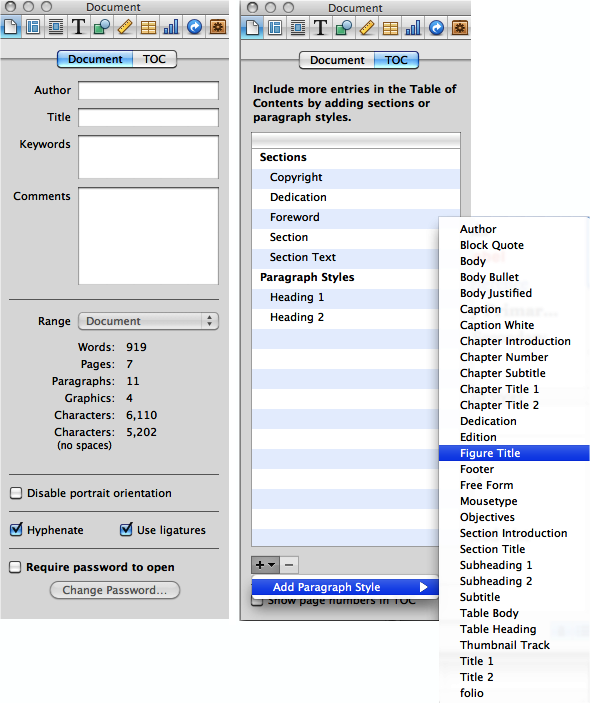 Document
Document TOC
Author
Title
Keywords
Comments
Range Document
Words: 919
Pages: 7
Paragraphs: 11
Graphics: 4
Characters: 6,110
Characters: 5,202
(no spaces)
Disable portrait orientation
Hyphenate Use ligatures
Require password to open
Change Password...
Document
Document TOC
Include more entries in the Table of
Contents by adding sections or
paragraph styles.
Sections
Copyright
Dedication
Foreword
Section
Section Text
Paragraph Styles
Heading 1
Heading 2
Add Paragraph Style
Show page numbers in TOC
Author
Block Quote
Body
Body Bullet
Body Justified
Caption
Caption White
Chapter Introduction
Chapter Number
Chapter Subtitle
Chapter Title 1
Chapter Title 2
Dedication
Edition
Figure Title
Footer
Free Form
Mousetype
Objectives
Section Introduction
Section Title
Subheading 1
Subheading 2
Subtitle
Table Body
Table Heading
Thumbnail Track
Title 1
Title 2
folio